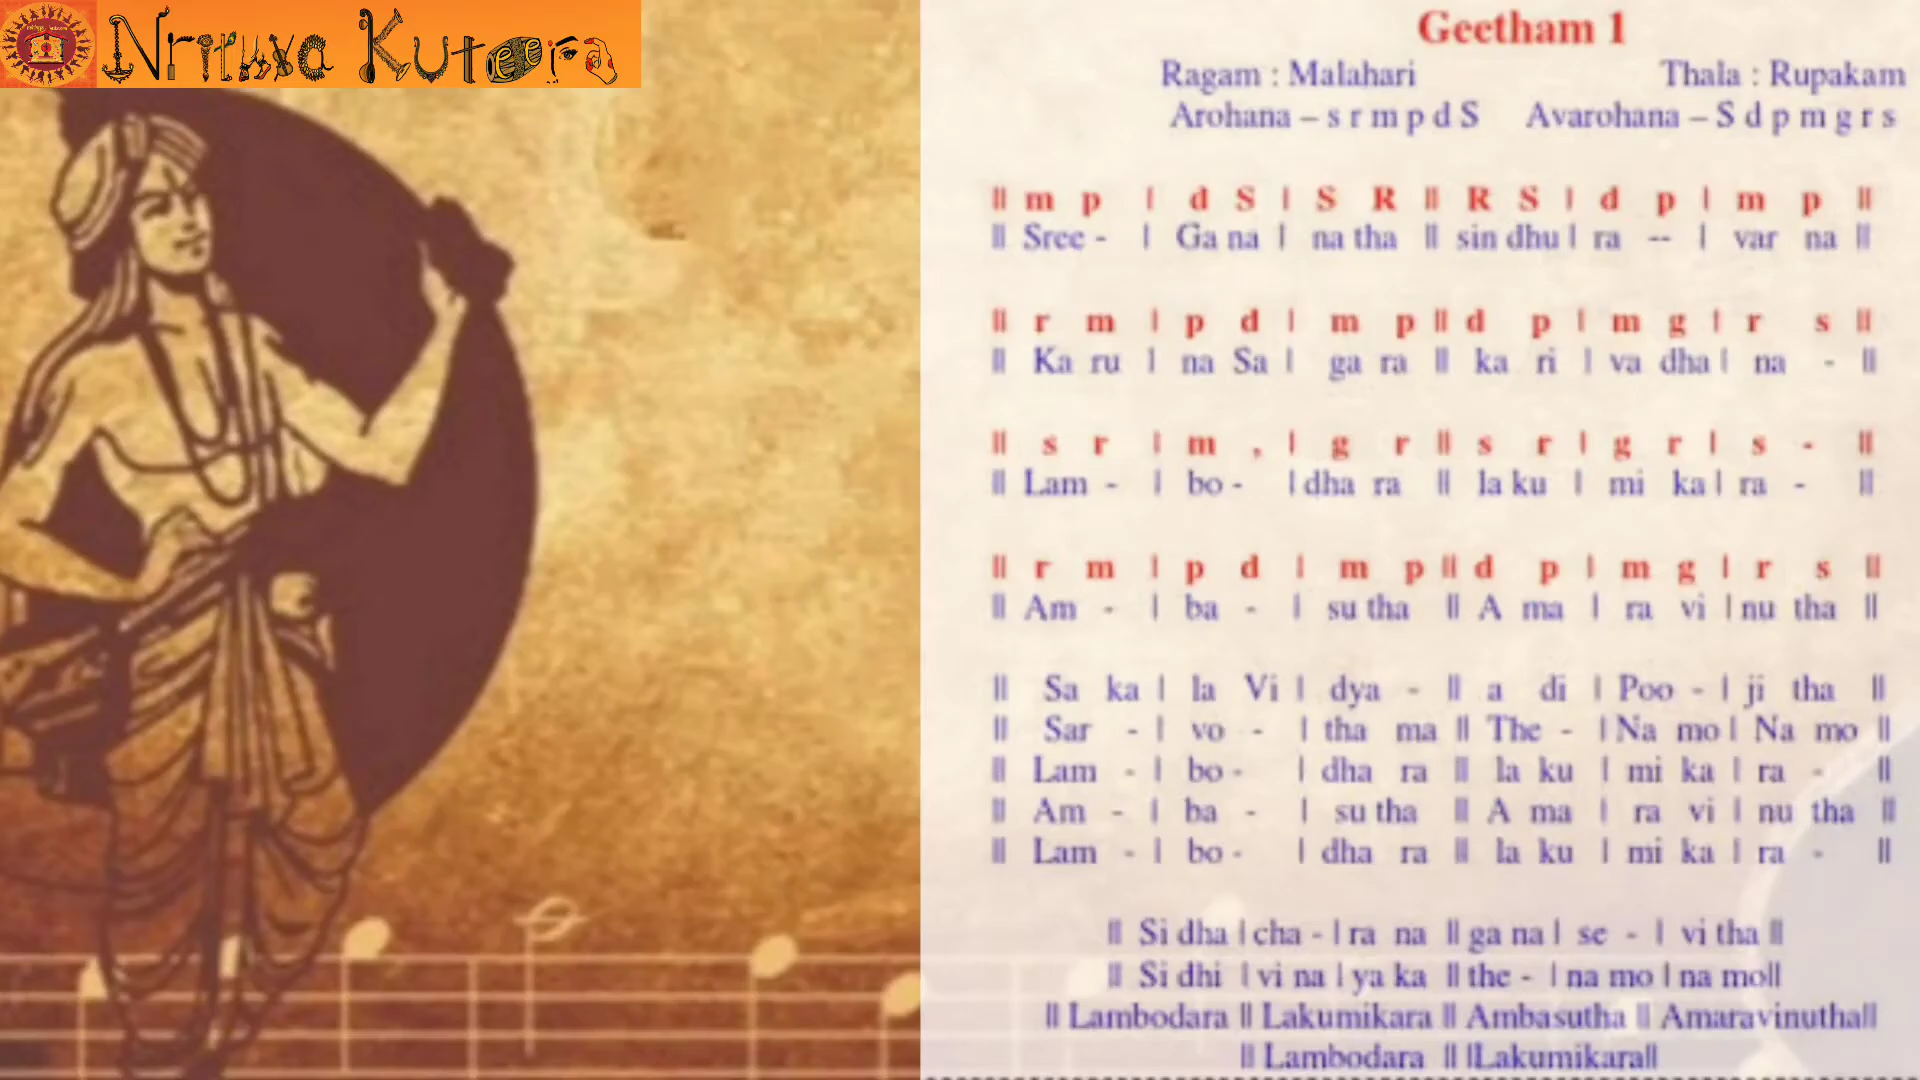 Nrithya Kuteera
Geetham 1
Ragam : Malahari Thala : Rupakam
Arohana – s r m p d S Avarohana – S d p m g r s
|| m p | d S | S R || R S | d p | m p ||
|| Sree - | Ga na | na tha || sin dhu | ra -- | var na ||
|| r m | p d | m p || d p | m g | r s ||
|| Ka ru | na Sa | ga ra || ka ri | va dha | na - ||
|| s r | m , | g r || s r | g r | s - ||
|| Lam - | bo - | dha ra || la ku | mi ka | ra - ||
|| r m | p d | m p || d p | m g | r s ||
|| Am - | ba - | su tha || A ma | ra vi | nu tha ||
|| Sa ka | la Vi | dya - || a di | Poo - | ji tha ||
|| Sar - | vo - | tha ma || The - | Na mo | Na mo ||
|| Lam - | bo - | dha ra || la ku | mi ka | ra - ||
|| Am - | ba - | su tha || A ma | ra vi | nu tha ||
|| Lam - | bo - | dha ra || la ku | mi ka | ra - ||
|| Si dha | cha - | ra na || ga na | se - | vi tha ||
|| Si dhi | vi na | ya ka || the - | na mo | na mo||
|| Lambodara || Lakumikara || Ambasutha || Amaravinutha||
|| Lambodara || ||Lakumikara||